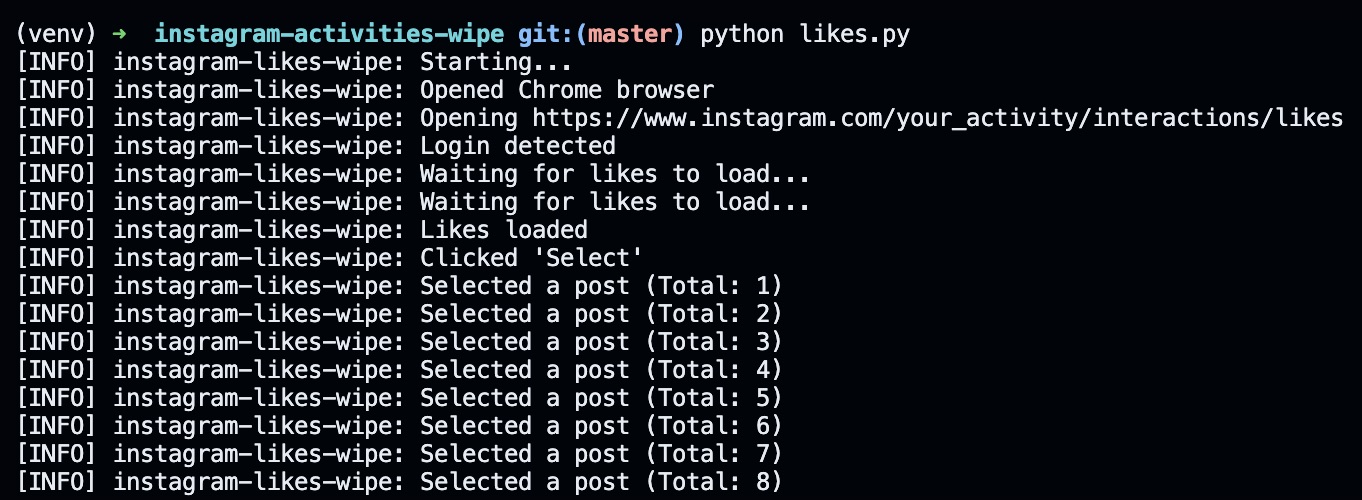 (venv) ➜  instagram-activities-wipe git:(master) python likes.py
[INFO] instagram-likes-wipe: Starting...
[INFO] instagram-likes-wipe: Opened Chrome browser
[INFO] instagram-likes-wipe: Opening https://www.instagram.com/your_activity/interactions/likes
[INFO] instagram-likes-wipe: Login detected
[INFO] instagram-likes-wipe: Waiting for likes to load...
[INFO] instagram-likes-wipe: Waiting for likes to load...
[INFO] instagram-likes-wipe: Likes loaded
[INFO] instagram-likes-wipe: Clicked 'Select'
[INFO] instagram-likes-wipe: Selected a post (Total: 1)
[INFO] instagram-likes-wipe: Selected a post (Total: 2)
[INFO] instagram-likes-wipe: Selected a post (Total: 3)
[INFO] instagram-likes-wipe: Selected a post (Total: 4)
[INFO] instagram-likes-wipe: Selected a post (Total: 5)
[INFO] instagram-likes-wipe: Selected a post (Total: 6)
[INFO] instagram-likes-wipe: Selected a post (Total: 7)
[INFO] instagram-likes-wipe: Selected a post (Total: 8)